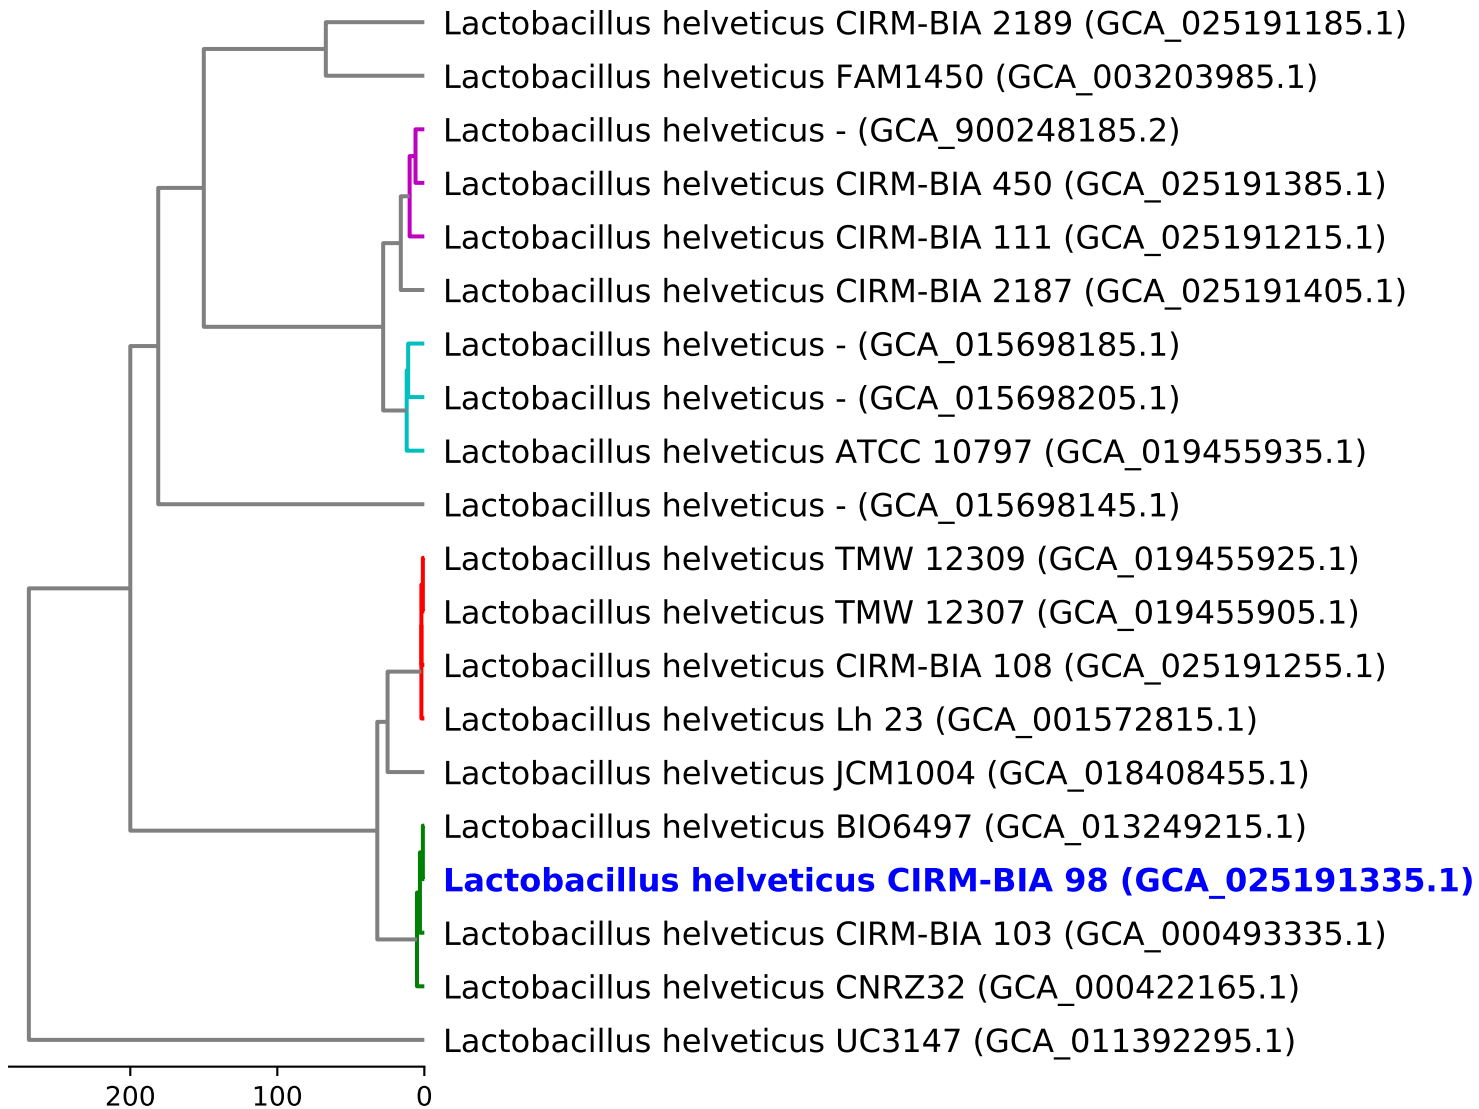 Lactobacillus helveticus CIRM-BIA 2189 (GCA_025191185.1)
Lactobacillus helveticus FAM1450 (GCA_003203985.1)
Lactobacillus helveticus - (GCA_900248185.2)
Lactobacillus helveticus CIRM-BIA 450 (GCA_025191385.1)
Lactobacillus helveticus CIRM-BIA 111 (GCA_025191215.1)
Lactobacillus helveticus CIRM-BIA 2187 (GCA_025191405.1)
Lactobacillus helveticus - (GCA_015698185.1)
Lactobacillus helveticus - (GCA_015698205.1)
Lactobacillus helveticus ATCC 10797 (GCA_019455935.1)
Lactobacillus helveticus - (GCA_015698145.1)
Lactobacillus helveticus TMW 12309 (GCA_019455925.1)
Lactobacillus helveticus TMW 12307 (GCA_019455905.1)
Lactobacillus helveticus CIRM-BIA 108 (GCA_025191255.1)
Lactobacillus helveticus Lh 23 (GCA_001572815.1)
Lactobacillus helveticus JCM1004 (GCA_018408455.1)
Lactobacillus helveticus BIO6497 (GCA_013249215.1)
Lactobacillus helveticus CIRM-BIA 98 (GCA_025191335.1)
Lactobacillus helveticus CIRM-BIA 103 (GCA_000493335.1)
Lactobacillus helveticus CNRZ32 (GCA_000422165.1)
Lactobacillus helveticus UC3147 (GCA_011392295.1)
200 100 0